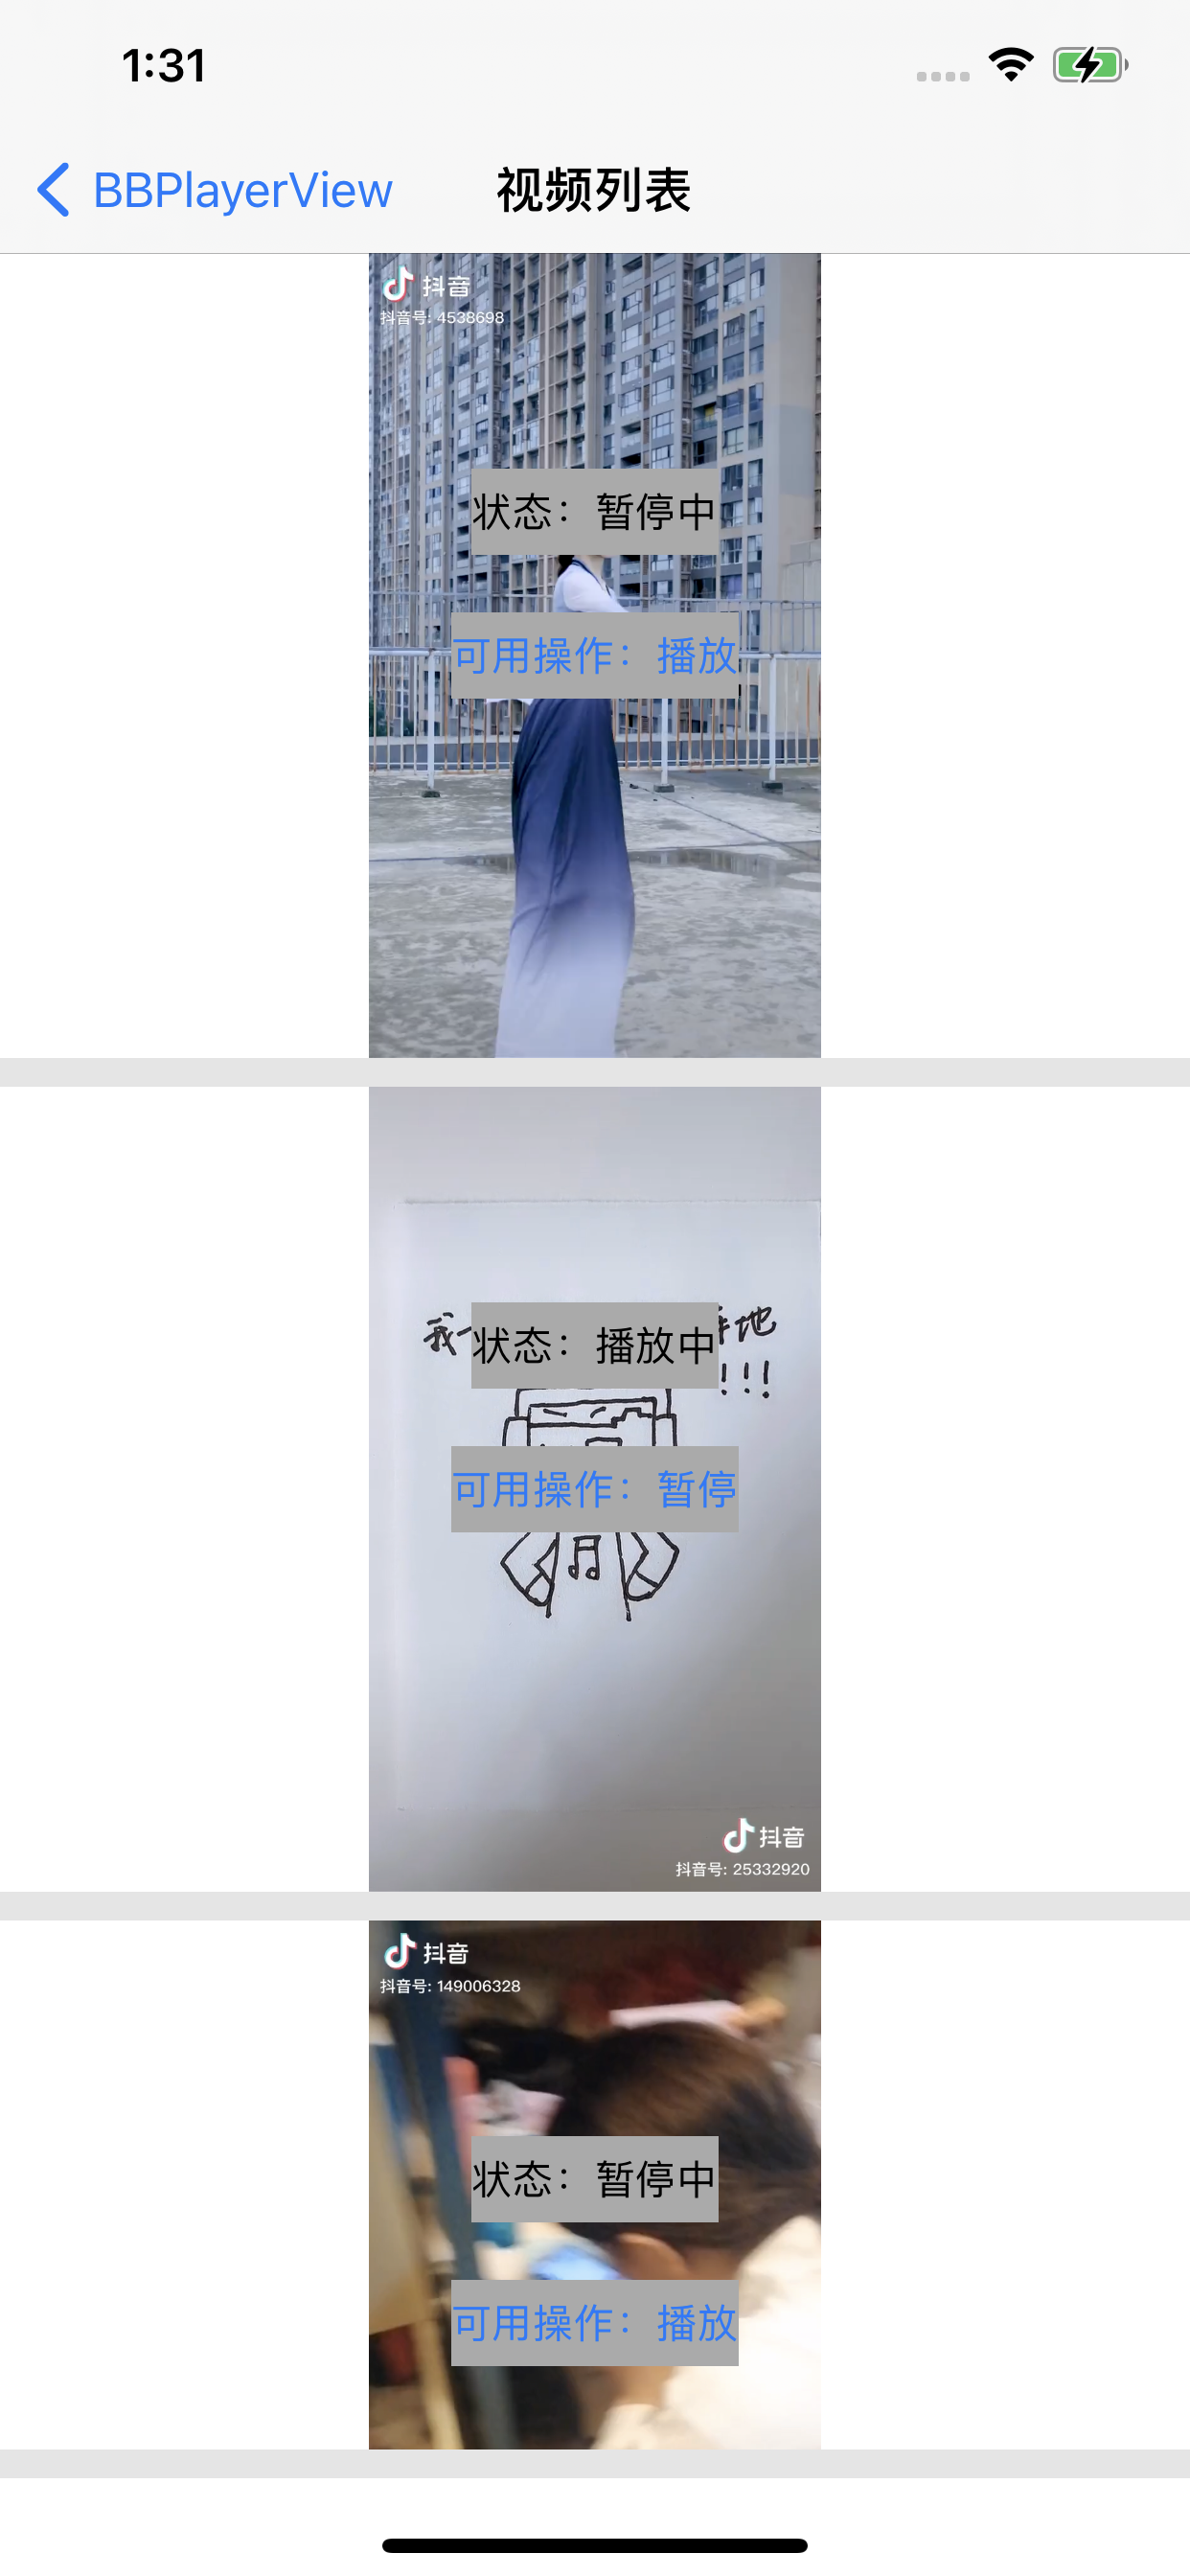 1:31
BBPlayerView
视频列表
抖音
抖音号: 4538698
状态：暂停中
可用操作：播放
我
地
状态：播放中
!!!
可用操作：暂停
抖音
抖音号: 25332920
抖音
抖音号: 149006328
状态：暂停中
可用操作：播放